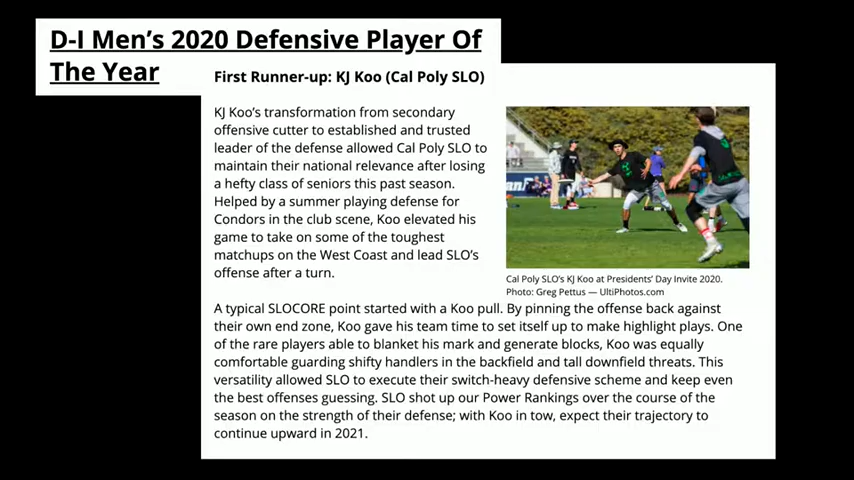 D-I Men's 2020 Defensive Player Of
The Year
First Runner-up: KJ Koo (Cal Poly SLO)
KJ Koo's transformation from secondary
offensive cutter to established and trusted
leader of the defense allowed Cal Poly SLO to
maintain their national relevance after losing
a hefty class of seniors this past season.
Helped by a summer playing defense for
Condors in the club scene, Koo elevated his
game to take on some of the toughest
matchups on the West Coast and lead SLO's
offense after a turn.
Cal Poly SLO's KJ Koo at Presidents' Day Invite 2020.
Photo: Greg Pettus — UltiPhotos.com
A typical SLOCORE point started with a Koo pull. By pinning the offense back against
their own end zone, Koo gave his team time to set itself up to make highlight plays. One
of the rare players able to blanket his mark and generate blocks, Koo was equally
comfortable guarding shifty handlers in the backfield and tall downfield threats. This
versatility allowed SLO to execute their switch-heavy defensive scheme and keep even
the best offenses guessing. SLO shot up our Power Rankings over the course of the
season on the strength of their defense; with Koo in tow, expect their trajectory to
continue upward in 2021.